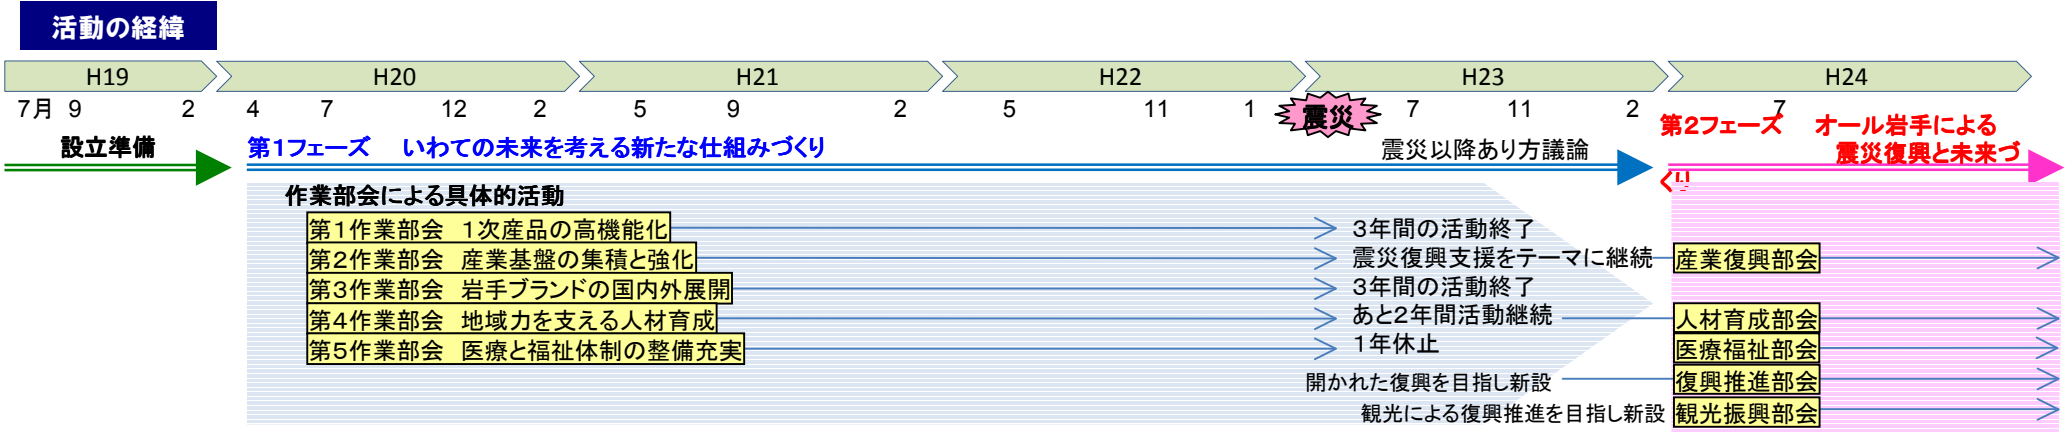 活動の経緯
H19 H20 H21 H22 H23 H24
7月 9 2 4 7 12 2 5 9 2 5 11 1 震災 7 11 2 7
設立準備
第1フェーズ いわての未来を考える新たな仕組みづくり
震災以降あり方議論
第2フェーズ オール岩手による
震災復興と未来づ
くり
作業部会による具体的活動
第1作業部会 1次産品の高機能化 3年間の活動終了
第2作業部会 産業基盤の集積と強化 震災復興支援をテーマに継続 産業復興部会
第3作業部会 岩手ブランドの国内外展開 3年間の活動終了
第4作業部会 地域力を支える人材育成 あと2年間活動継続 人材育成部会
第5作業部会 医療と福祉体制の整備充実 1年休止 医療福祉部会
開かれた復興を目指し新設 復興推進部会
観光による復興推進を目指し新設 観光振興部会